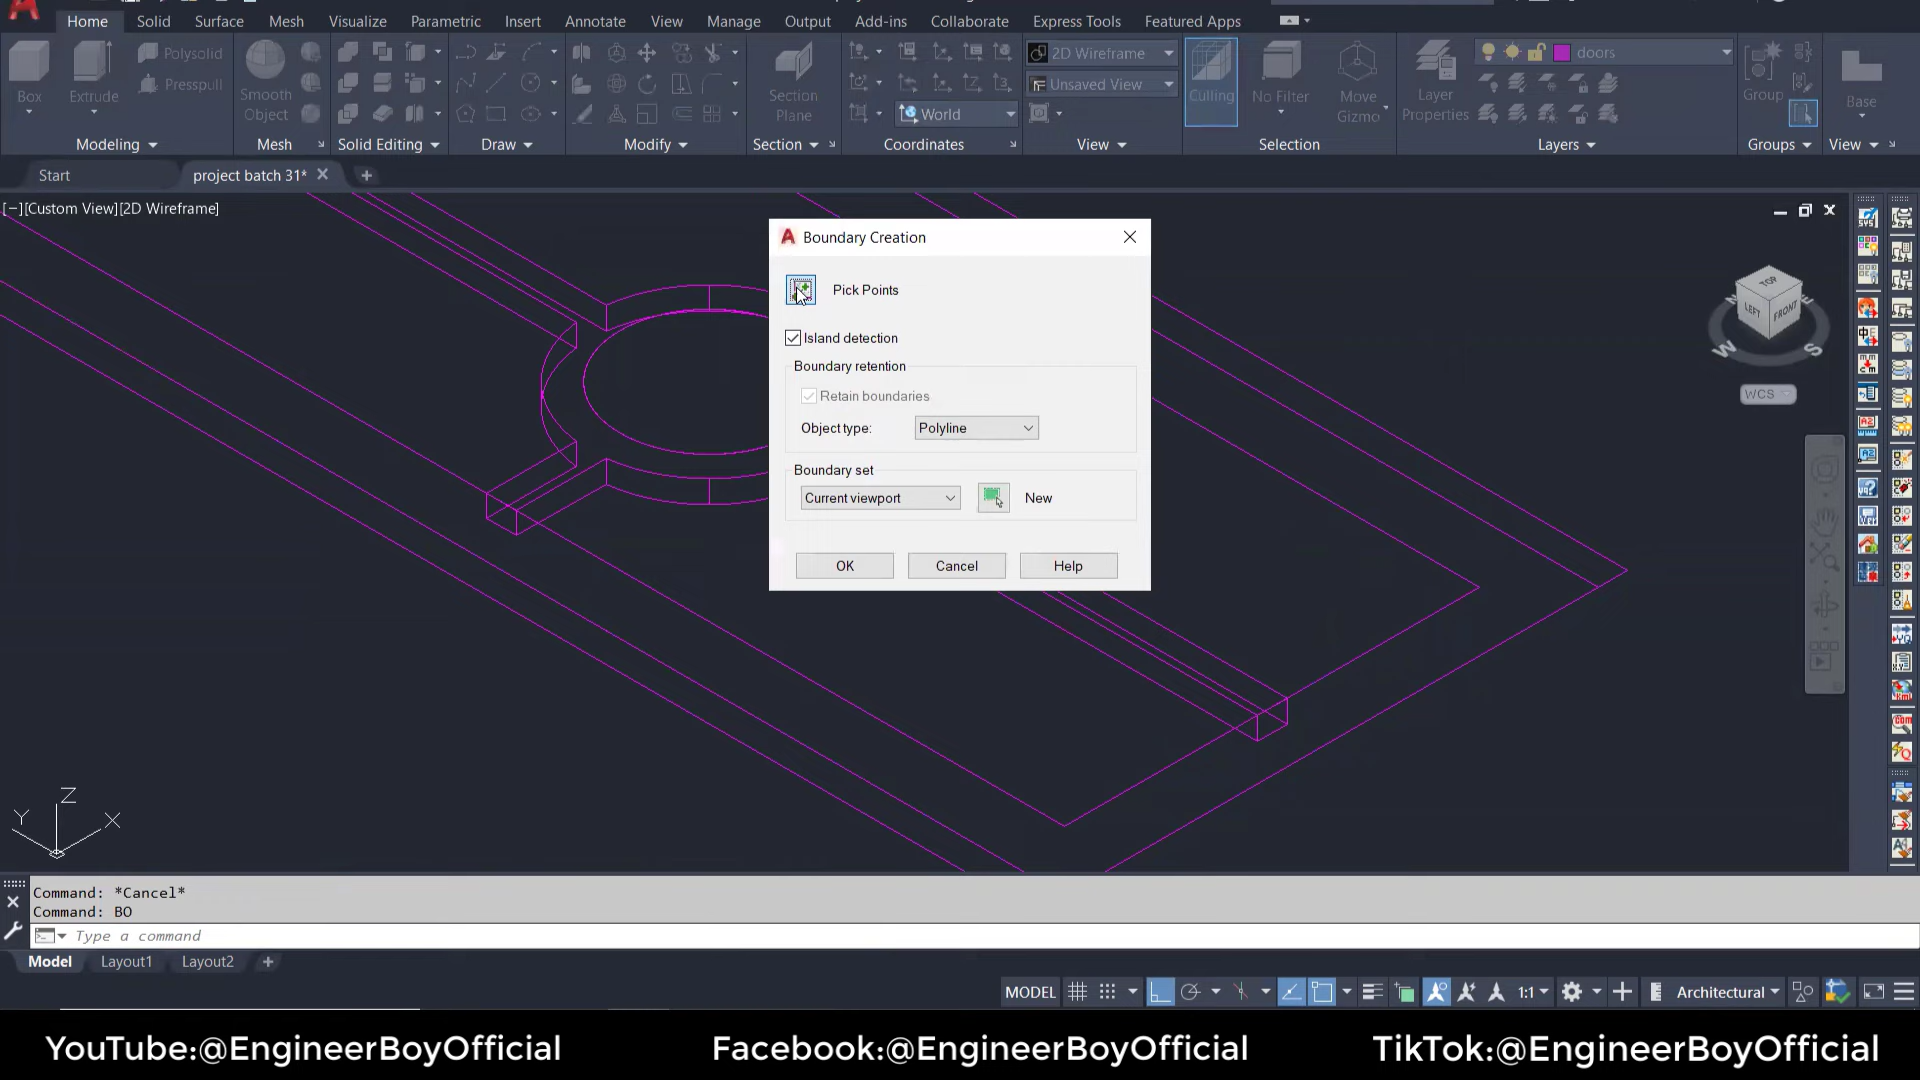 Home Solid Surface Mesh Visualize Parametric Insert Annotate View Manage Output Add-ins Collaborate Express Tools Featured Apps
Box Extrude Polysolid Presspull Smooth Object Section Plane World 2D Wireframe Unsaved View Culling No Filter Move Gizmo Layer Properties doors Group Base
Modeling Mesh Solid Editing Draw Modify Section Coordinates View Selection Layers Groups View
Start project batch 31*
[−][Custom View][2D Wireframe]
Boundary Creation
Pick Points
Island detection
Boundary retention
Retain boundaries
Object type: Polyline
Boundary set
Current viewport New
OK Cancel Help
TOP
LEFT FRONT
W S
WCS
Z
Y X
Command: *Cancel*
Command: BO
Type a command
Model Layout1 Layout2
MODEL 1:1 Architectural
YouTube:@EngineerBoyOfficial Facebook:@EngineerBoyOfficial TikTok:@EngineerBoyOfficial